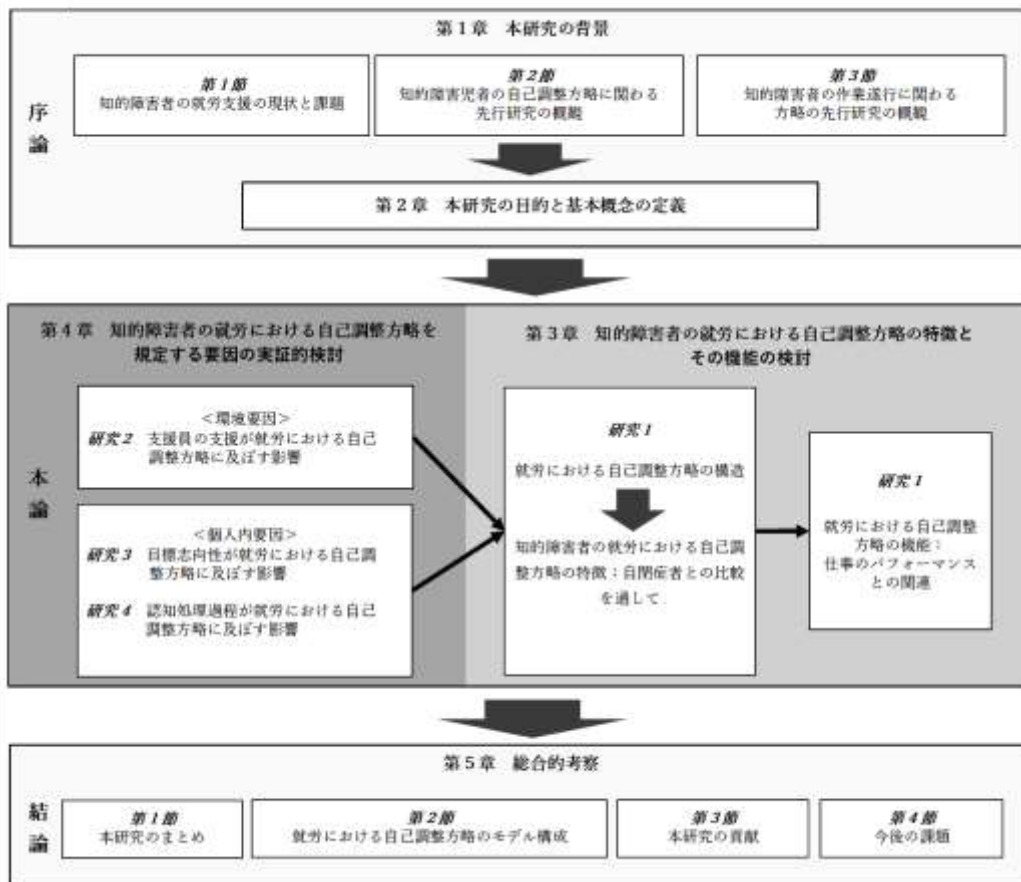 第1章 本研究の背景
序論
第1節
知的障害者の就労支援の現状と課題
第2節
知的障害児者の自己調整方略に関わる
先行研究の概観
第3節
知的障害者の作業遂行に関わる
方略の先行研究の概観
第2章 本研究の目的と基本概念の定義
本論
第4章 知的障害者の就労における自己調整方略を
規定する要因の実証的検討
<環境要因>
研究2 支援員の支援が就労における自己
調整方略に及ぼす影響
<個人内要因>
研究3 目標志向性が就労における自己調
整方略に及ぼす影響
研究4 認知処理過程が就労における自己
調整方略に及ぼす影響
第3章 知的障害者の就労における自己調整方略の特徴と
その機能の検討
研究1
就労における自己調整方略の構造
知的障害者の就労における自己調
整方略の特徴:自閉症者との比較
を通して
研究1
就労における自己調整
方略の機能:
仕事のパフォーマンス
との関連
結論
第5章 総合的考察
第1節
本研究のまとめ
第2節
就労における自己調整方略のモデル構成
第3節
本研究の貢献
第4節
今後の課題